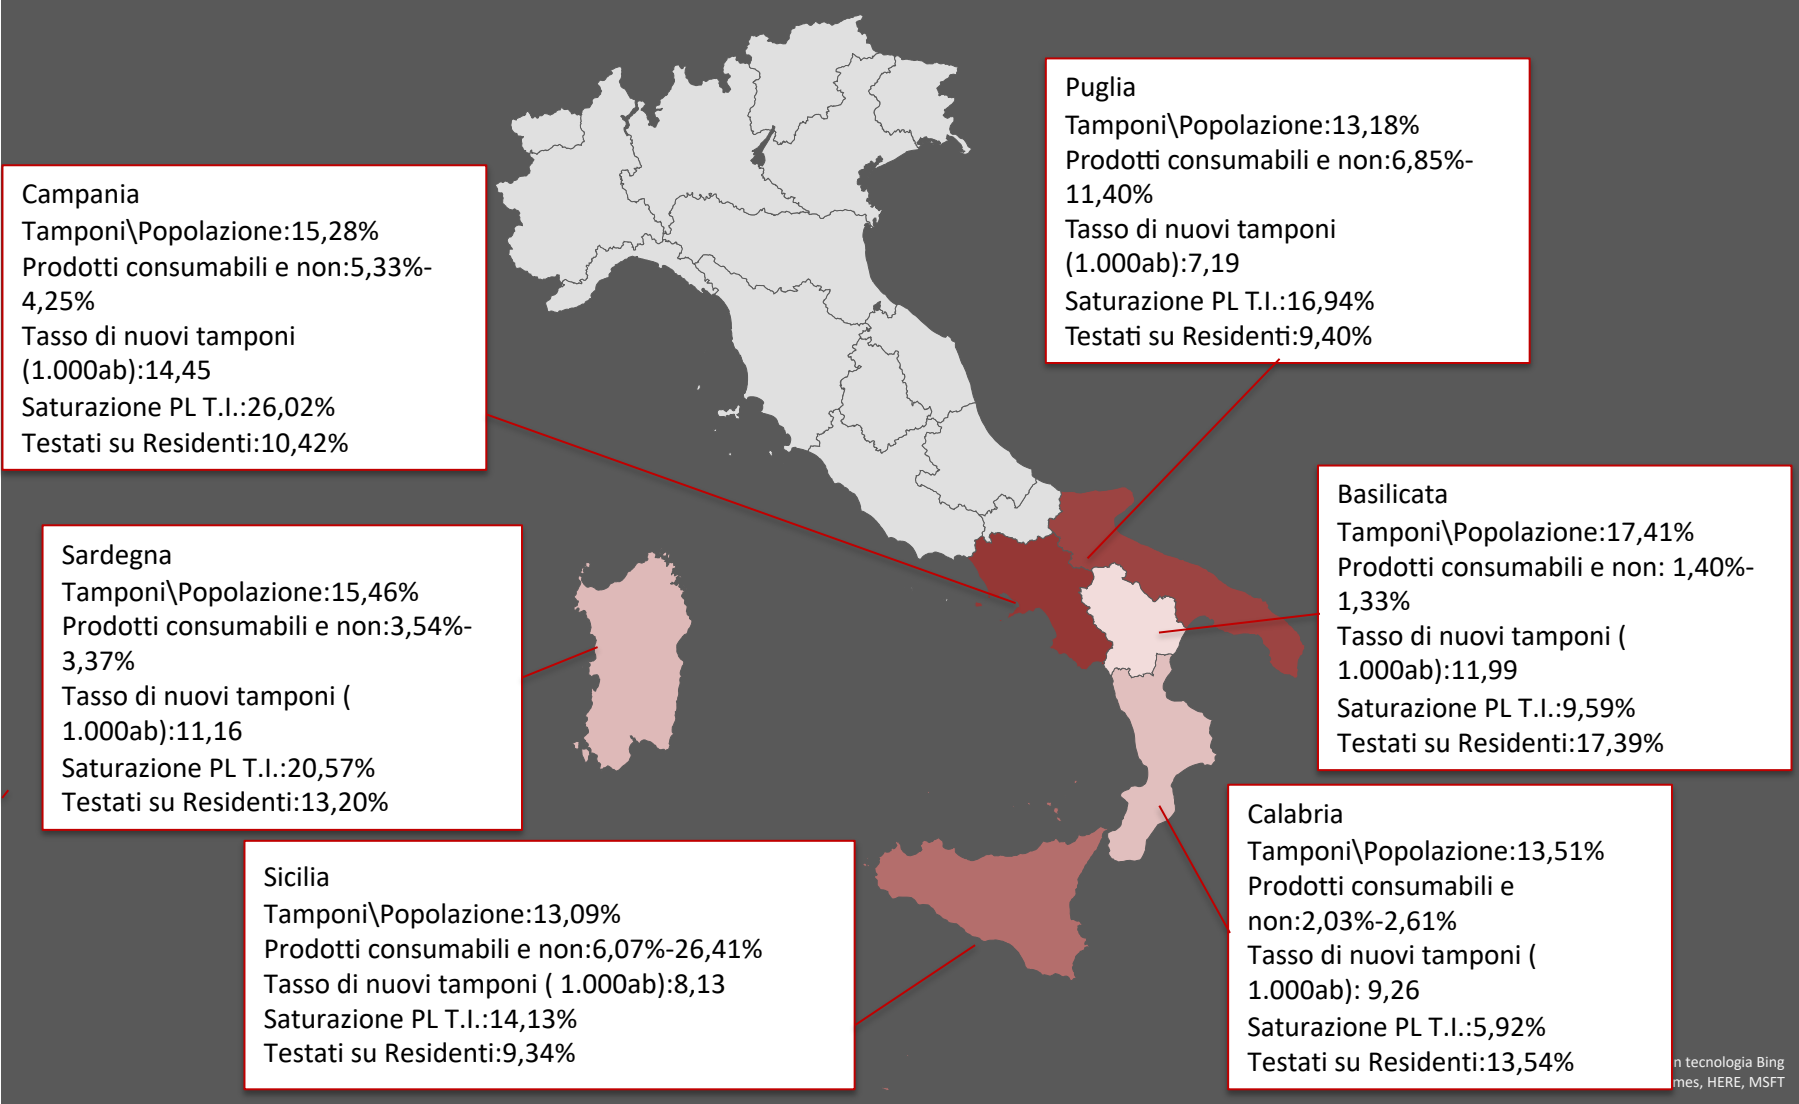 Puglia
Tamponi\Popolazione:13,18%
Prodotti consumabili e non:6,85%-
11,40%
Tasso di nuovi tamponi
(1.000ab):7,19
Saturazione PL T.I.:16,94%
Testati su Residenti:9,40%
Campania
Tamponi\Popolazione:15,28%
Prodotti consumabili e non:5,33%-
4,25%
Tasso di nuovi tamponi
(1.000ab):14,45
Saturazione PL T.I.:26,02%
Testati su Residenti:10,42%
Basilicata
Tamponi\Popolazione:17,41%
Prodotti consumabili e non: 1,40%-
1,33%
Tasso di nuovi tamponi (
1.000ab):11,99
Saturazione PL T.I.:9,59%
Testati su Residenti:17,39%
Sardegna
Tamponi\Popolazione:15,46%
Prodotti consumabili e non:3,54%-
3,37%
Tasso di nuovi tamponi (
1.000ab):11,16
Saturazione PL T.I.:20,57%
Testati su Residenti:13,20%
Calabria
Tamponi\Popolazione:13,51%
Prodotti consumabili e
non:2,03%-2,61%
Tasso di nuovi tamponi (
1.000ab): 9,26
Saturazione PL T.I.:5,92%
Testati su Residenti:13,54%
Sicilia
Tamponi\Popolazione:13,09%
Prodotti consumabili e non:6,07%-26,41%
Tasso di nuovi tamponi ( 1.000ab):8,13
Saturazione PL T.I.:14,13%
Testati su Residenti:9,34%
tecnologia Bing
HERE, MSFT